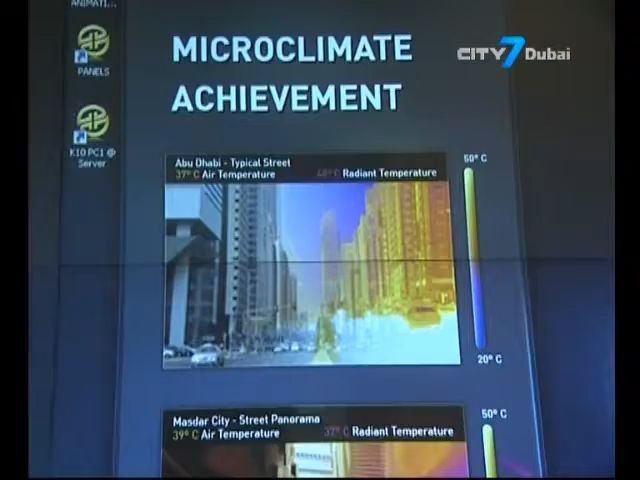 ANIMATI...
PANELS
K10 PC1 @
Server
MICROCLIMATE
ACHIEVEMENT
CITY7 Dubai
Abu Dhabi - Typical Street
37° C Air Temperature
Radiant Temperature
50° C
20° C
Masdar City - Street Panorama
39° C Air Temperature
37° C Radiant Temperature
50° C